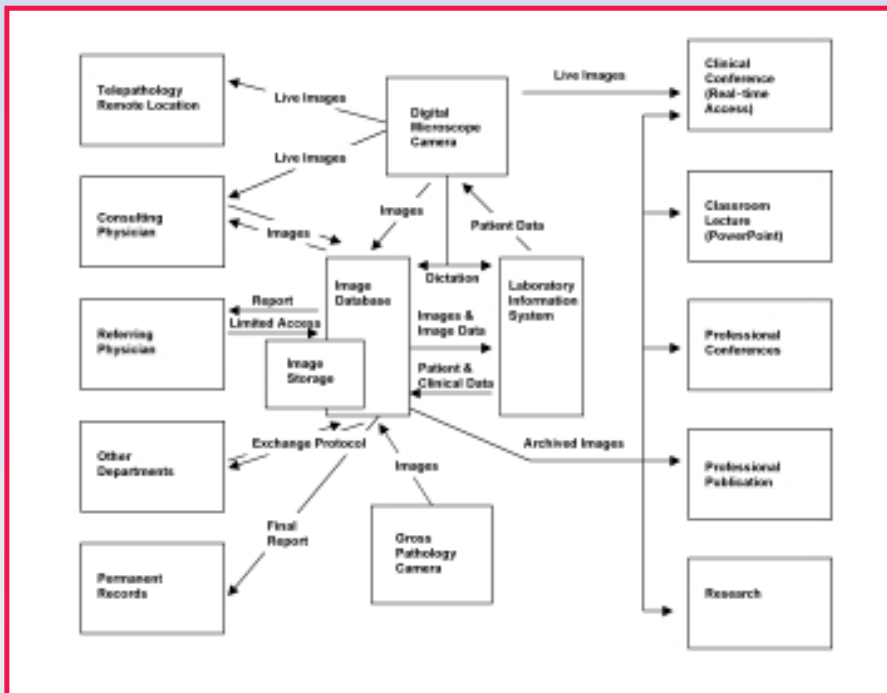 Telepathology
Remote Location
Live Images
Live Images
Digital
Microscope
Camera
Live Images
Clinical
Conference
(Real-time
Access)
Consulting
Physician
Images
Images
Patient Data
Classroom
Lecture
(PowerPoint)
Dictation
Image
Database
Laboratory
Information
System
Report
Limited Access
Referring
Physician
Images &
Image Data
Image
Storage
Patient &
Clinical Data
Professional
Conferences
Other
Departments
Exchange Protocol
Images
Archived Images
Professional
Publisation
Final
Report
Gross
Pathology
Camera
Permanent
Records
Research